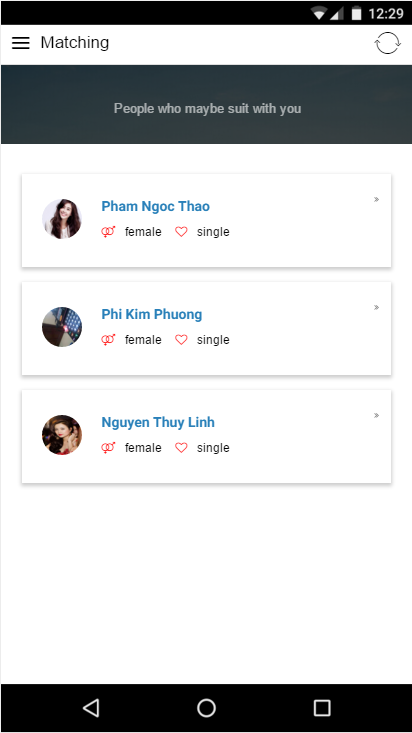 12:29
Matching
People who maybe suit with you
Pham Ngoc Thao
female single
Phi Kim Phuong
female single
Nguyen Thuy Linh
female single